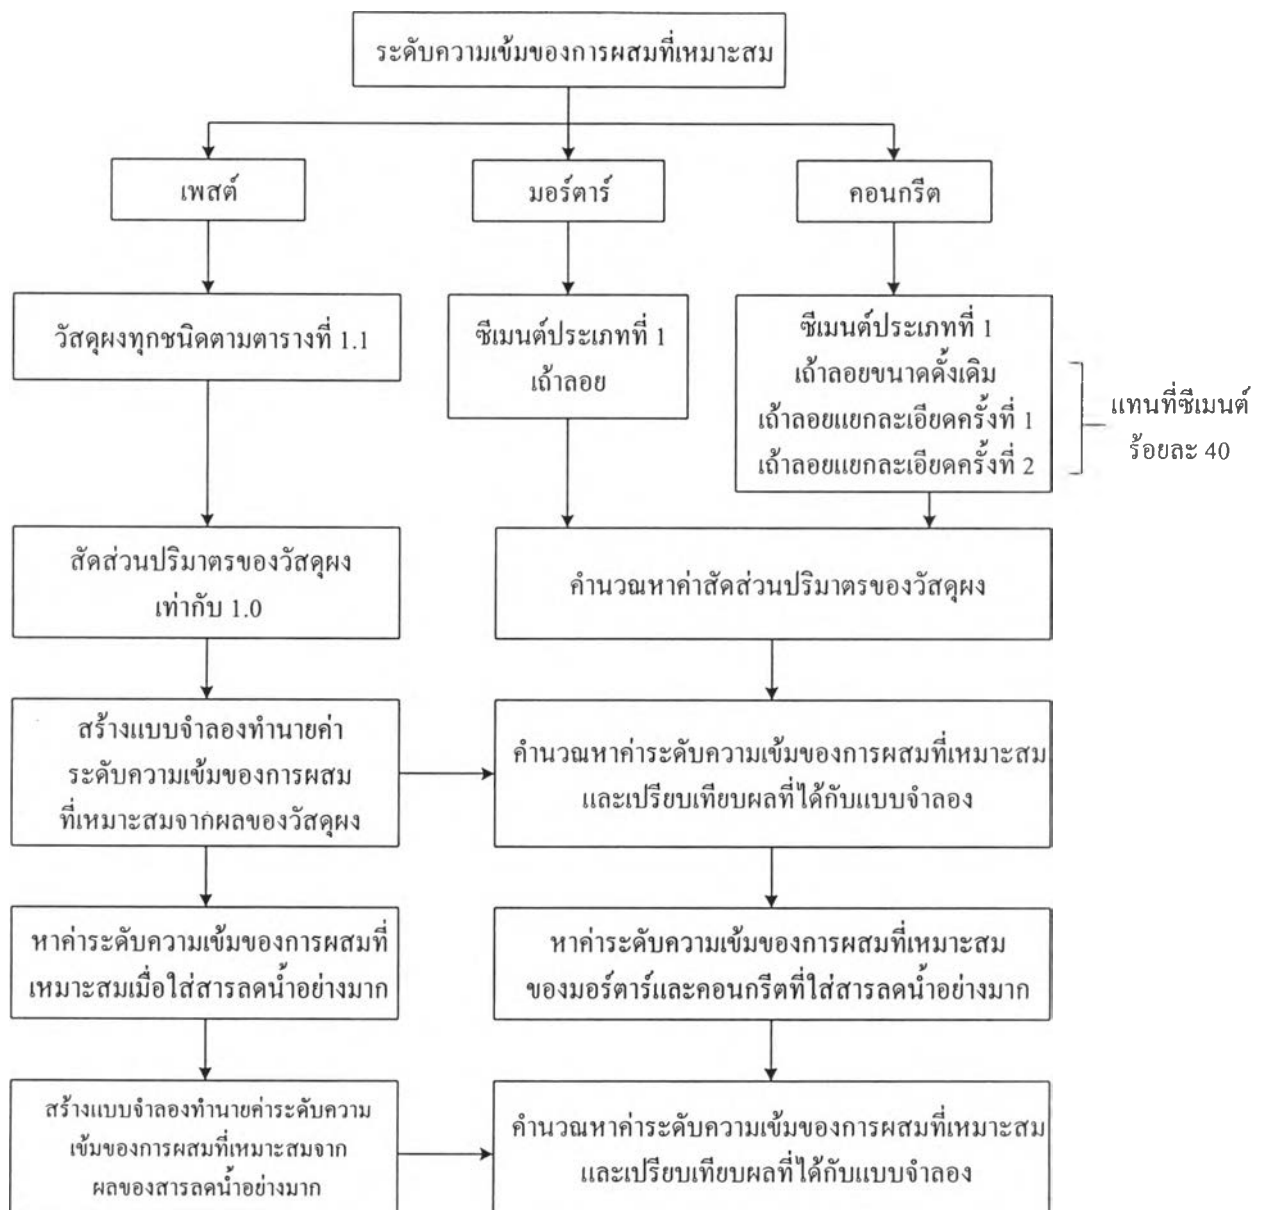 ระดับความเข้มของการผสมที่เหมาะสม
เพสต์
มอร์ตาร์
คอนกรีต
วัสดุผงทุกชนิดตามตารางที่ 1.1
ซีเมนต์ประเภทที่ 1
เถ้าลอย
ซีเมนต์ประเภทที่ 1
เถ้าลอยขนาดดั้งเดิม
เถ้าลอยแยกละเอียดครั้งที่ 1
เถ้าลอยแยกละเอียดครั้งที่ 2
แทนที่ซีเมนต์
ร้อยละ 40
สัดส่วนปริมาตรของวัสดุผง
เท่ากับ 1.0
คำนวณหาค่าสัดส่วนปริมาตรของวัสดุผง
สร้างแบบจำลองทำนายค่า
ระดับความเข้มของการผสม
ที่เหมาะสมจากผลของวัสดุผง
คำนวณหาค่าระดับความเข้มของการผสมที่เหมาะสม
และเปรียบเทียบผลที่ได้กับแบบจำลอง
หาค่าระดับความเข้มของการผสมที่
เหมาะสมเมื่อใส่สารลดน้ำอย่างมาก
หาค่าระดับความเข้มของการผสมที่เหมาะสม
ของมอร์ตาร์และคอนกรีตที่ใส่สารลดน้ำอย่างมาก
สร้างแบบจำลองทำนายค่าระดับความ
เข้มของการผสมที่เหมาะสมจาก
ผลของสารลดน้ำอย่างมาก
คำนวณหาค่าระดับความเข้มของการผสมที่เหมาะสม
และเปรียบเทียบผลที่ได้กับแบบจำลอง